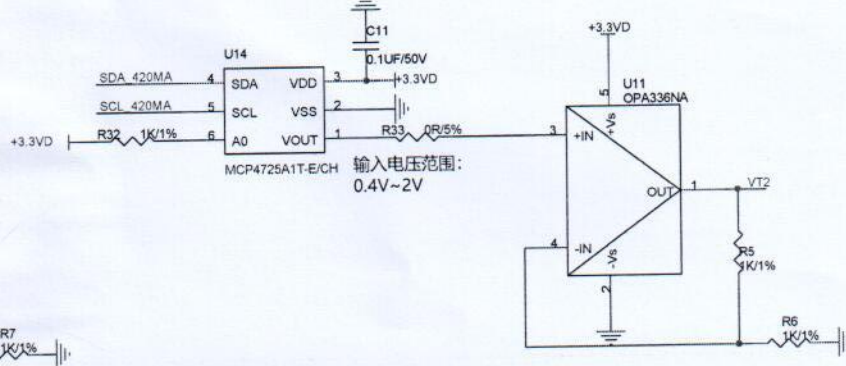 C11
0.1UF/50V
+3.3VD
U14
SDA_420MA 4 SDA VDD 3 +3.3VD
SCL_420MA 5 SCL VSS 2
+3.3VD R32 1K/1% 6 A0 VOUT 1 R33 0R/5% 3 +IN
MCP4725A1T-E/CH
输入电压范围：
0.4V~2V
U11
OPA336NA
5 +Vs
OUT 1 VT2
4 -IN
-Vs 2
R5
1K/1%
R6
1K/1%
R7
1K/1%